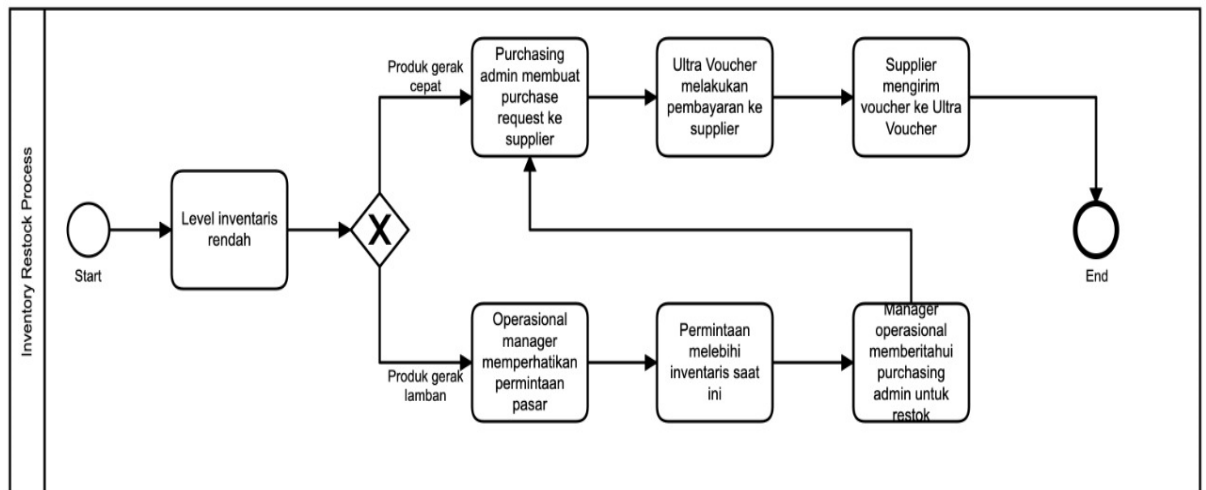 Inventory Restock Process
Start
Level inventaris
rendah
X
Produk gerak
cepat
Purchasing
admin membuat
purchase
request ke
supplier
Ultra Voucher
melakukan
pembayaran ke
supplier
Supplier
mengirim
voucher ke Ultra
Voucher
End
Produk gerak
lamban
Operasional
manager
memperhatikan
permintaan
pasar
Permintaan
melebihi
inventaris saat
ini
Manager
operasional
memberitahui
purchasing
admin untuk
restok